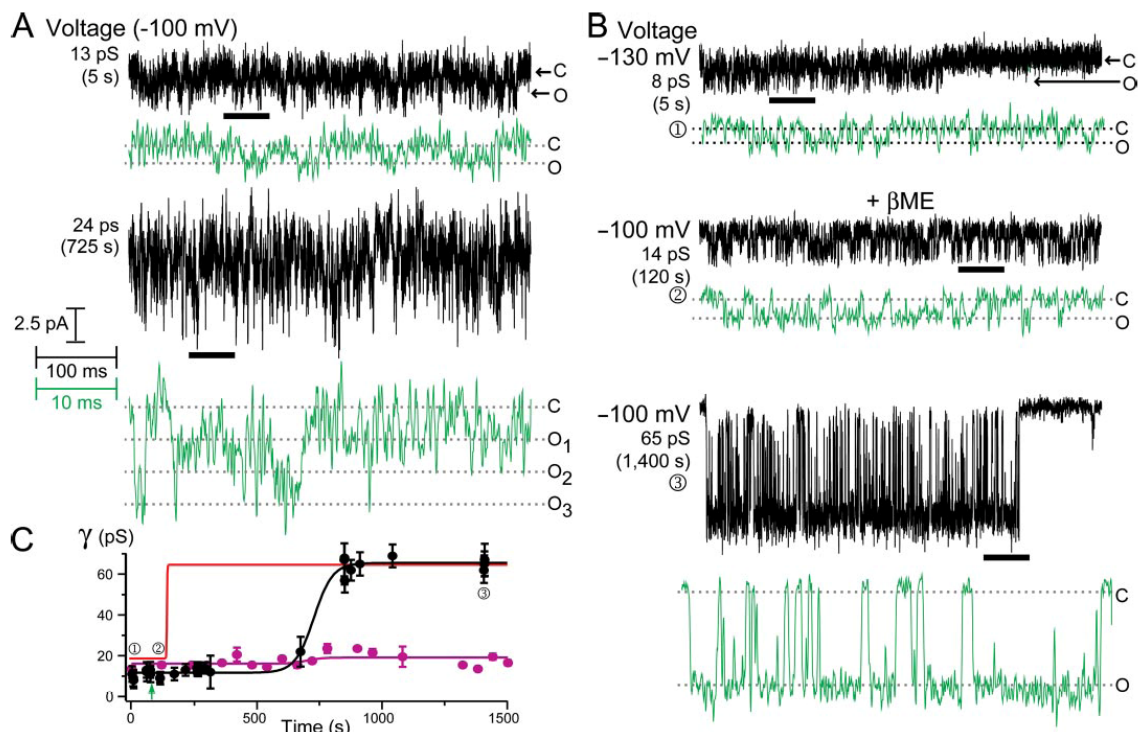 A Voltage (-100 mV)
13 pS
(5 s)
C
O
C
O
24 ps
(725 s)
2.5 pA
100 ms
10 ms
C
O1
O2
O3
B Voltage
−130 mV
8 pS
(5 s)
①
C
O
C
O
+ βME
−100 mV
14 pS
(120 s)
②
C
O
−100 mV
65 pS
(1,400 s)
③
C
O
C γ (pS)
60
40
20
0
① ②
③
0 500 1000 1500
Time (s)